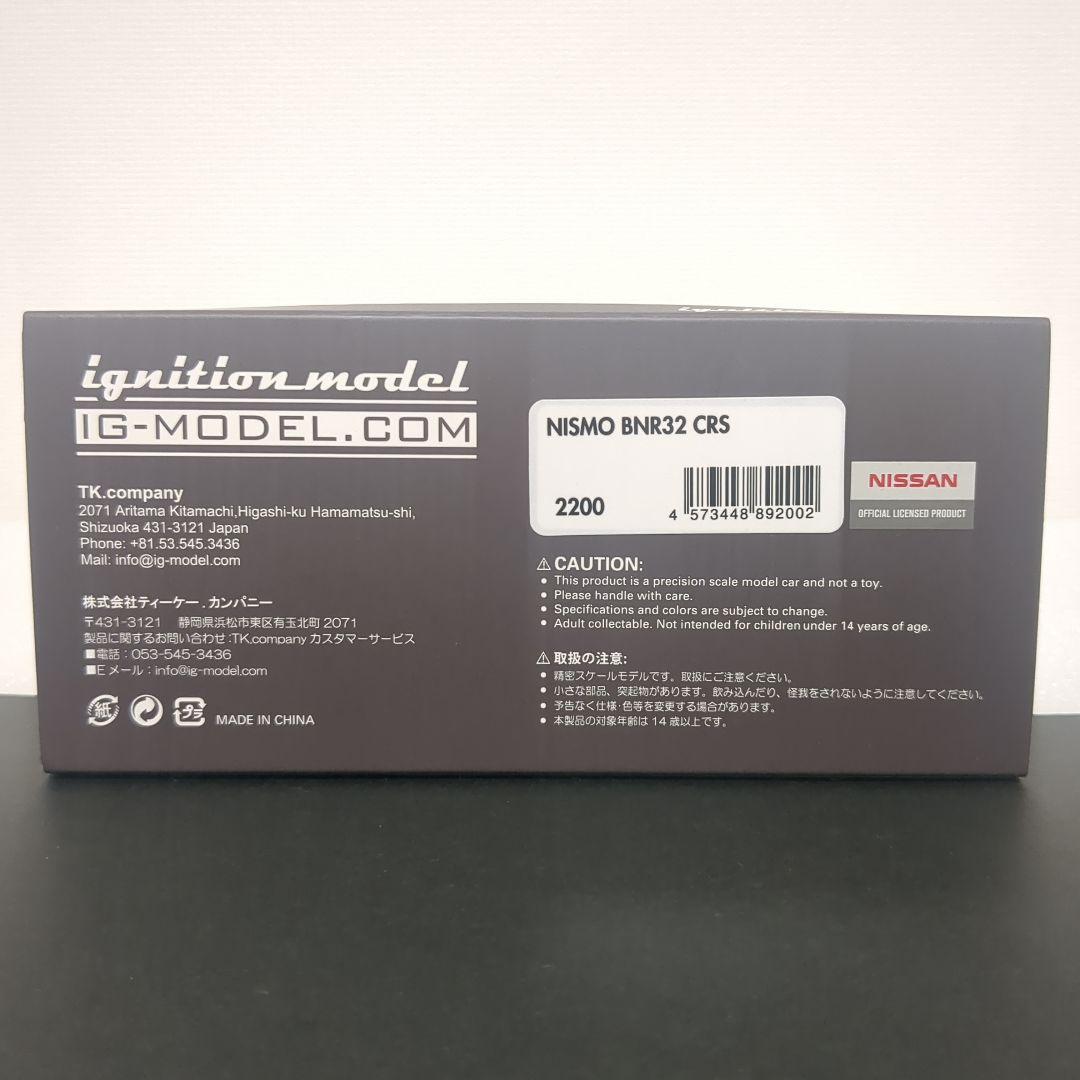 ignition model
IG-MODEL.COM
TK.company
2071 Aritama Kitamachi,Higashi-ku Hamamatsu-shi,
Shizuoka 431-3121 Japan
Phone: +81.53.545.3436
Mail: info@ig-model.com
株式会社ティーケー.カンパニー
〒431-3121 静岡県浜松市東区有玉北町 2071
製品に関するお問い合わせ:TK.company カスタマーサービス
■電話：053-545-3436
■Eメール：info@ig-model.com
紙
プラ
MADE IN CHINA
NISMO BNR32 CRS
2200
4 573448 892002
NISSAN
OFFICIAL LICENSED PRODUCT
⚠ CAUTION:
• This product is a precision scale model car and not a toy.
• Please handle with care.
• Specifications and colors are subject to change.
• Adult collectable. Not intended for children under 14 years of age.
⚠ 取扱の注意:
• 精密スケールモデルです。取扱にご注意ください。
• 小さな部品、突起物があります。飲み込んだり、怪我をされないように注意してください。
• 予告なく仕様・色等を変更する場合があります。
• 本製品の対象年齢は 14 歳以上です。